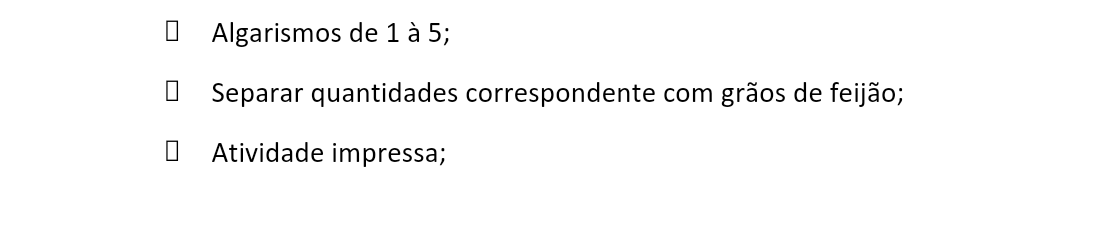 ▯ Algarismos de 1 à 5;
▯ Separar quantidades correspondente com grãos de feijão;
▯ Atividade impressa;